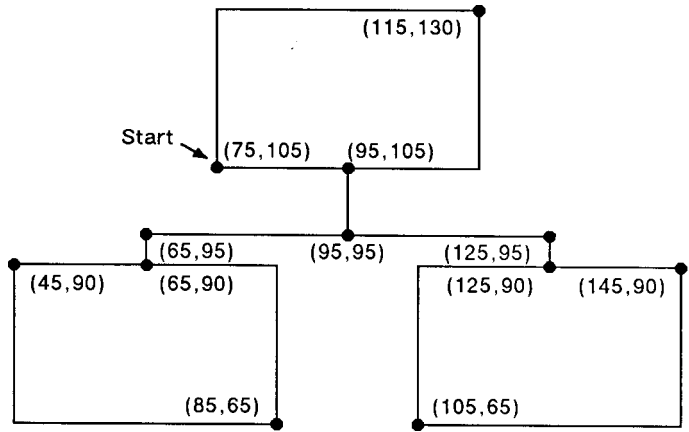 (115,130)
Start
(75,105) (95,105)
(65,95) (95,95) (125,95)
(45,90) (65,90) (125,90) (145,90)
(85,65) (105,65)